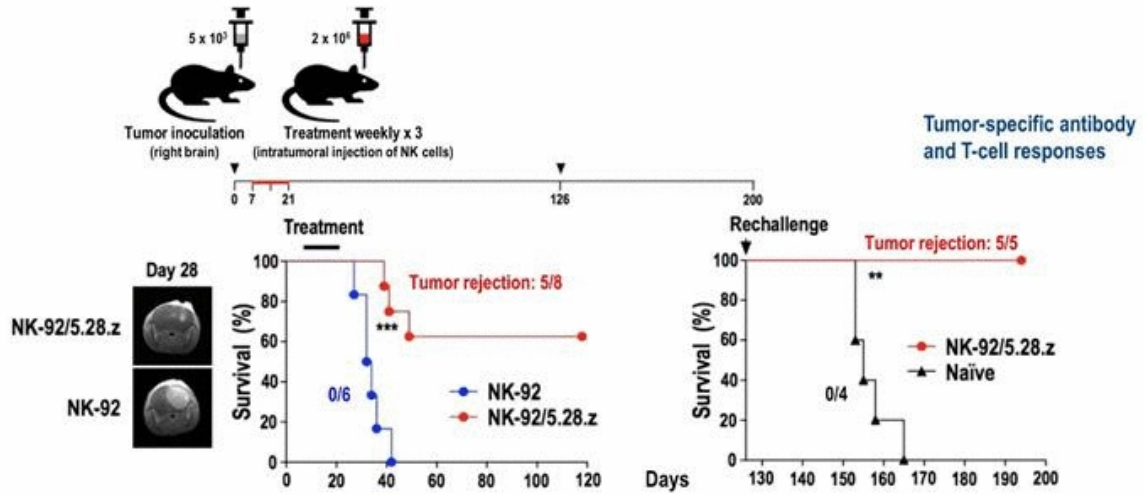 5 x 10³
2 x 10⁶
Tumor inoculation
(right brain)
Treatment weekly x 3
(intratumoral injection of NK cells)
Tumor-specific antibody
and T-cell responses
0 7 21 126 200
Treatment
Rechallenge
Day 28
NK-92/5.28.z
NK-92
Survival (%)
100
80
60
40
20
0
Tumor rejection: 5/8
***
0/6
NK-92
NK-92/5.28.z
0 20 40 60 80 100 120
Days
Survival (%)
100
80
60
40
20
0
Tumor rejection: 5/5
**
0/4
NK-92/5.28.z
Naïve
130 140 150 160 170 180 190 200